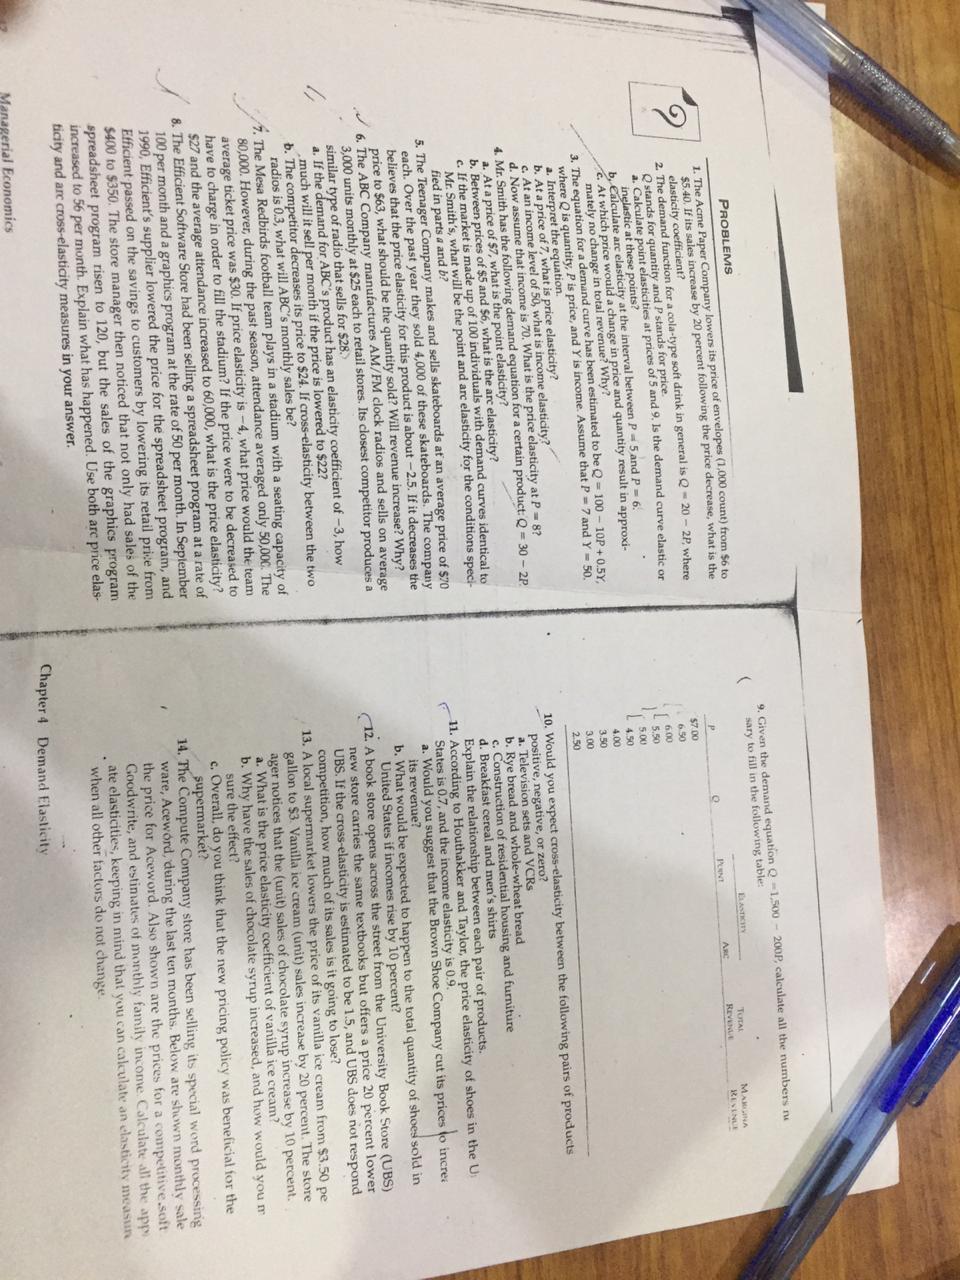 PROBLEMS
1. The Acme Paper Company lowers its price of envelopes (1,000 count) from $6 to
$5.40. If its sales increase by 20 percent following the price decrease, what is the
elasticity coefficient?
2. The demand function for a cola-type soft drink in general is Q = 20 − 2P, where
Q stands for quantity and P stands for price.
a. Calculate point elasticities at prices of 5 and 9. Is the demand curve elastic or
inelastic at these points?
b. Calculate arc elasticity at the interval between P = 5 and P = 6.
c. At which price would a change in price and quantity result in approxi-
mately no change in total revenue? Why?
3. The equation for a demand curve has been estimated to be Q = 100 − 10P + 0.5Y,
where Q is quantity, P is price, and Y is income. Assume that P = 7 and Y = 50.
a. Interpret the equation.
b. At a price of 7, what is price elasticity?
c. At an income level of 50, what is income elasticity?
d. Now assume that income is 70. What is the price elasticity at P = 8?
4. Mr. Smith has the following demand equation for a certain product: Q = 30 − 2P.
a. At a price of $7, what is the point elasticity?
b. Between prices of $5 and $6, what is the arc elasticity?
c. If the market is made up of 100 individuals with demand curves identical to
Mr. Smith's, what will be the point and arc elasticity for the conditions speci-
fied in parts a and b?
5. The Teenager Company makes and sells skateboards at an average price of $70
each. Over the past year they sold 4,000 of these skateboards. The company
believes that the price elasticity for this product is about −2.5. If it decreases the
price to $63, what should be the quantity sold? Will revenue increase? Why?
6. The ABC Company manufactures AM/FM clock radios and sells on average
3,000 units monthly at $25 each to retail stores. Its closest competitor produces a
similar type of radio that sells for $28.
a. If the demand for ABC's product has an elasticity coefficient of −3, how
much will it sell per month if the price is lowered to $22?
b. The competitor decreases its price to $24. If cross-elasticity between the two
radios is 0.3, what will ABC's monthly sales be?
7. The Mesa Redbirds football team plays in a stadium with a seating capacity of
80,000. However, during the past season, attendance averaged only 50,000. The
average ticket price was $30. If price elasticity is −4, what price would the team
have to charge in order to fill the stadium? If the price were to be decreased to
$27 and the average attendance increased to 60,000, what is the price elasticity?
8. The Efficient Software Store had been selling a spreadsheet program at a rate of
100 per month and a graphics program at the rate of 50 per month. In September
1990, Efficient's supplier lowered the price for the spreadsheet program, and
Efficient passed on the savings to customers by lowering its retail price from
$400 to $350. The store manager then noticed that not only had sales of the
spreadsheet program risen to 120, but the sales of the graphics program
increased to 56 per month. Explain what has happened. Use both arc price elas-
ticity and arc cross-elasticity measures in your answer.
Managerial Economics
9. Given the demand equation Q = 1,500 − 200P, calculate all the numbers
sary to fill in the following table:
ELASTICITY
P Q POINT ARC TOTAL REVENUE MARGINA REVENUE
$7.00
6.50
6.00
5.50
5.00
4.50
4.00
3.50
3.00
2.50
10. Would you expect cross-elasticity between the following pairs of products
positive, negative, or zero?
a. Television sets and VCRs
b. Rye bread and whole-wheat bread
c. Construction of residential housing and furniture
d. Breakfast cereal and men's shirts
Explain the relationship between each pair of products.
11. According to Houthakker and Taylor, the price elasticity of shoes in the
States is 0.7, and the income elasticity is 0.9.
a. Would you suggest that the Brown Shoe Company cut its prices to incre
its revenue?
b. What would be expected to happen to the total quantity of shoes sold in
United States if incomes rise by 10 percent?
12. A book store opens across the street from the University Book Store (UBS)
new store carries the same textbooks but offers a price 20 percent lower
UBS. If the cross-elasticity is estimated to be 1.5, and UBS does not respond
competition, how much of its sales is it going to lose?
13. A local supermarket lowers the price of its vanilla ice cream from $3.50 pe
gallon to $3. Vanilla ice cream (unit) sales increase by 20 percent. The store
ager notices that the (unit) sales of chocolate syrup increase by 10 percent.
a. What is the price elasticity coefficient of vanilla ice cream?
b. Why have the sales of chocolate syrup increased, and how would you
sure the effect?
c. Overall, do you think that the new pricing policy was beneficial for the
supermarket?
14. The Compute Company store has been selling its special word processing
ware, Aceword, during the last ten months. Below are shown monthly sale
the price for Aceword. Also shown are the prices for a competitive soft
Goodwrite, and estimates of monthly family income. Calculate all the app
ate elasticities, keeping in mind that you can calculate an elasticity measur
when all other factors do not change.
Chapter 4 Demand Elasticity